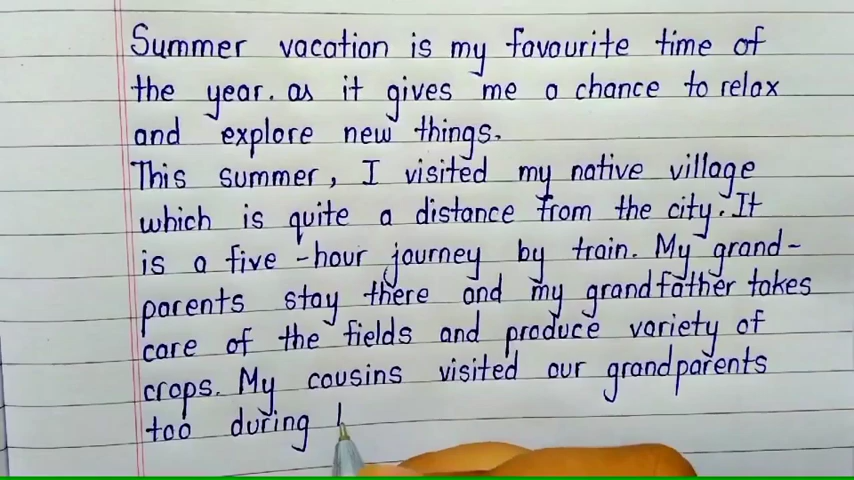 Summer vacation is my favourite time of
the year. as it gives me a chance to relax
and explore new things.
This summer, I visited my native village
which is quite a distance from the city. It
is a five-hour journey by train. My grand-
parents stay there and my grandfather takes
care of the fields and produce variety of
crops. My cousins visited our grandparents
too during